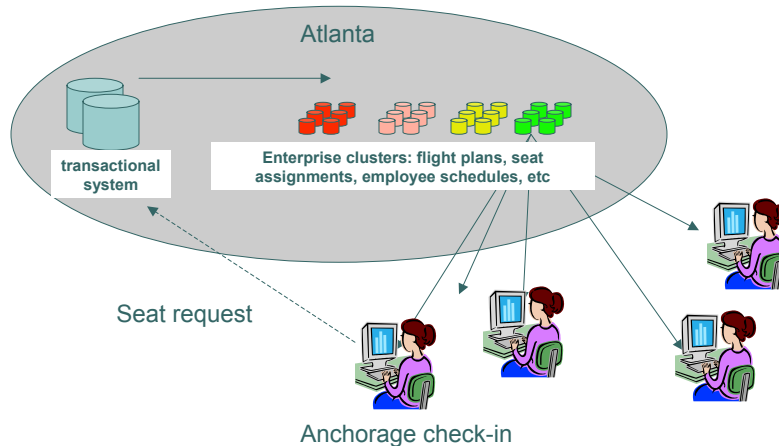 Atlanta
transactional
system
Enterprise clusters: flight plans, seat
assignments, employee schedules, etc
Seat request
Anchorage check-in